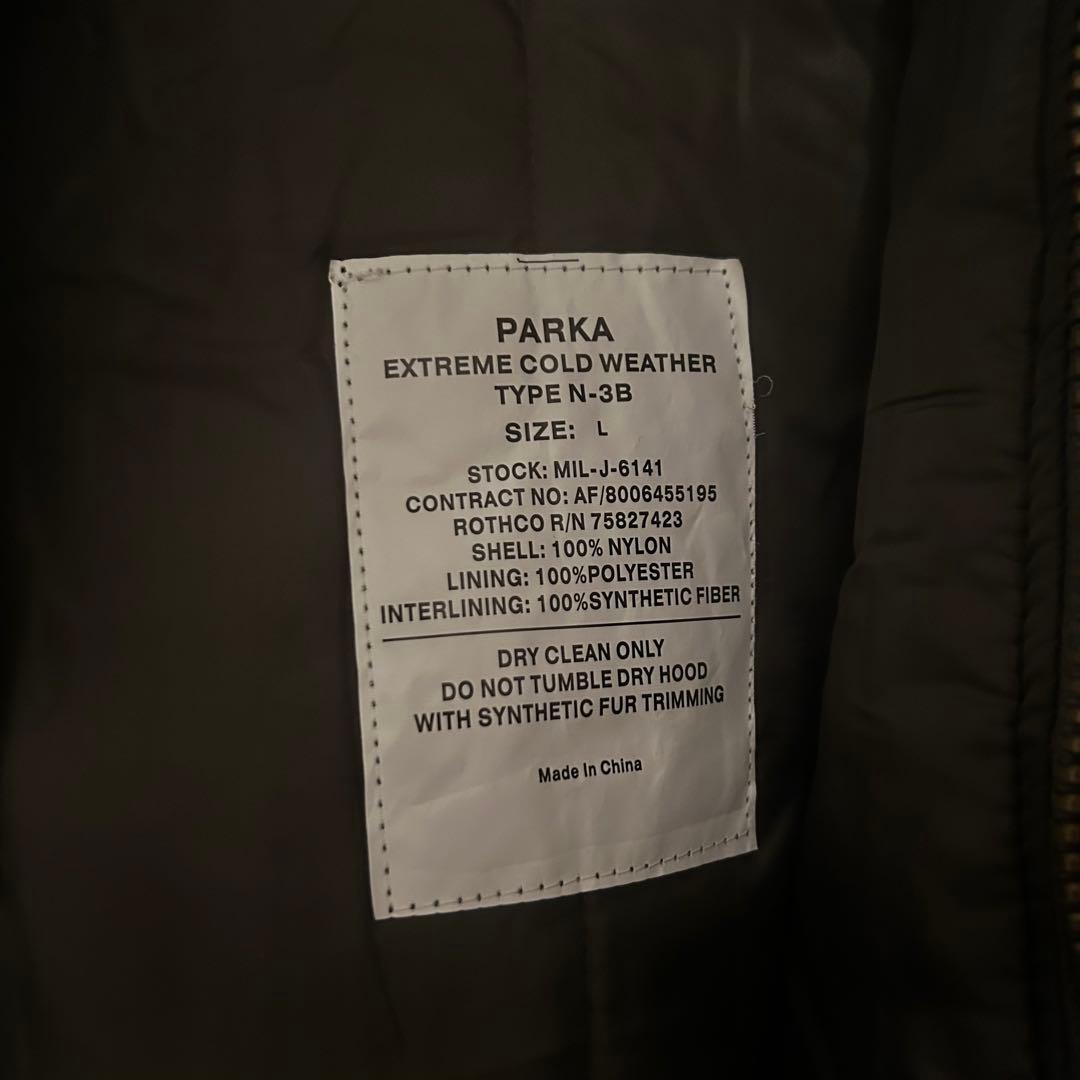 PARKA
EXTREME COLD WEATHER
TYPE N-3B
SIZE: L
STOCK: MIL-J-6141
CONTRACT NO: AF/8006455195
ROTHCO R/N 75827423
SHELL: 100% NYLON
LINING: 100%POLYESTER
INTERLINING: 100%SYNTHETIC FIBER
DRY CLEAN ONLY
DO NOT TUMBLE DRY HOOD
WITH SYNTHETIC FUR TRIMMING
Made In China